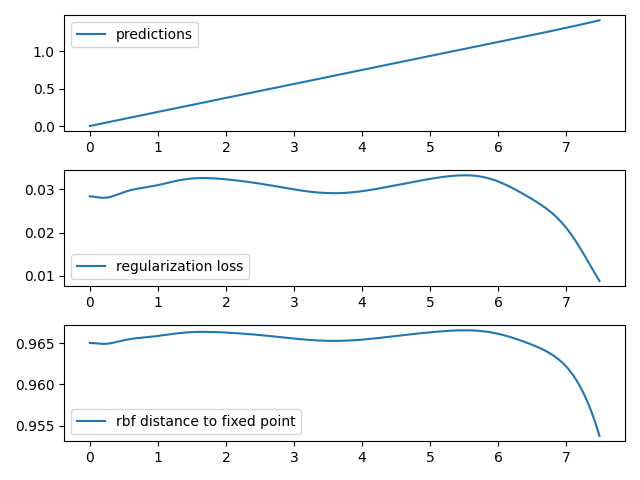 predictions
1.0
0.5
0.0
0 1 2 3 4 5 6 7
0.03
0.02
0.01
regularization loss
0 1 2 3 4 5 6 7
0.965
0.960
0.955
rbf distance to fixed point
0 1 2 3 4 5 6 7